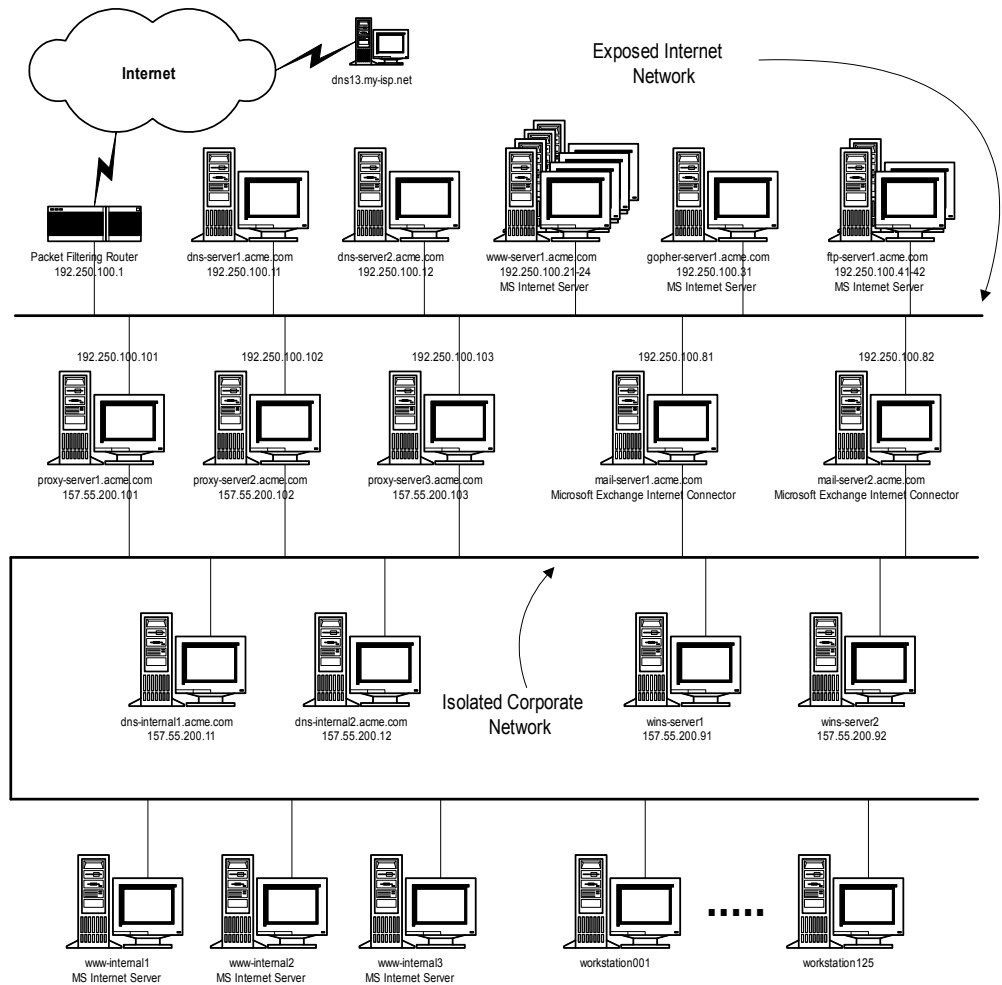 Internet
dns13.my-isp.net
Exposed Internet
Network
Packet Filtering Router
192.250.100.1
dns-server1.acme.com
192.250.100.11
dns-server2.acme.com
192.250.100.12
www-server1.acme.com
192.250.100.21-24
MS Internet Server
gopher-server1.acme.com
192.250.100.31
MS Internet Server
ftp-server1.acme.com
192.250.100.41-42
MS Internet Server
192.250.100.101
192.250.100.102
192.250.100.103
192.250.100.81
192.250.100.82
proxy-server1.acme.com
157.55.200.101
proxy-server2.acme.com
157.55.200.102
proxy-server3.acme.com
157.55.200.103
mail-server1.acme.com
Microsoft Exchange Internet Connector
mail-server2.acme.com
Microsoft Exchange Internet Connector
dns-internal1.acme.com
157.55.200.11
dns-internal2.acme.com
157.55.200.12
Isolated Corporate
Network
wins-server1
157.55.200.91
wins-server2
157.55.200.92
www-internal1
MS Internet Server
www-internal2
MS Internet Server
www-internal3
MS Internet Server
workstation001
.....
workstation125